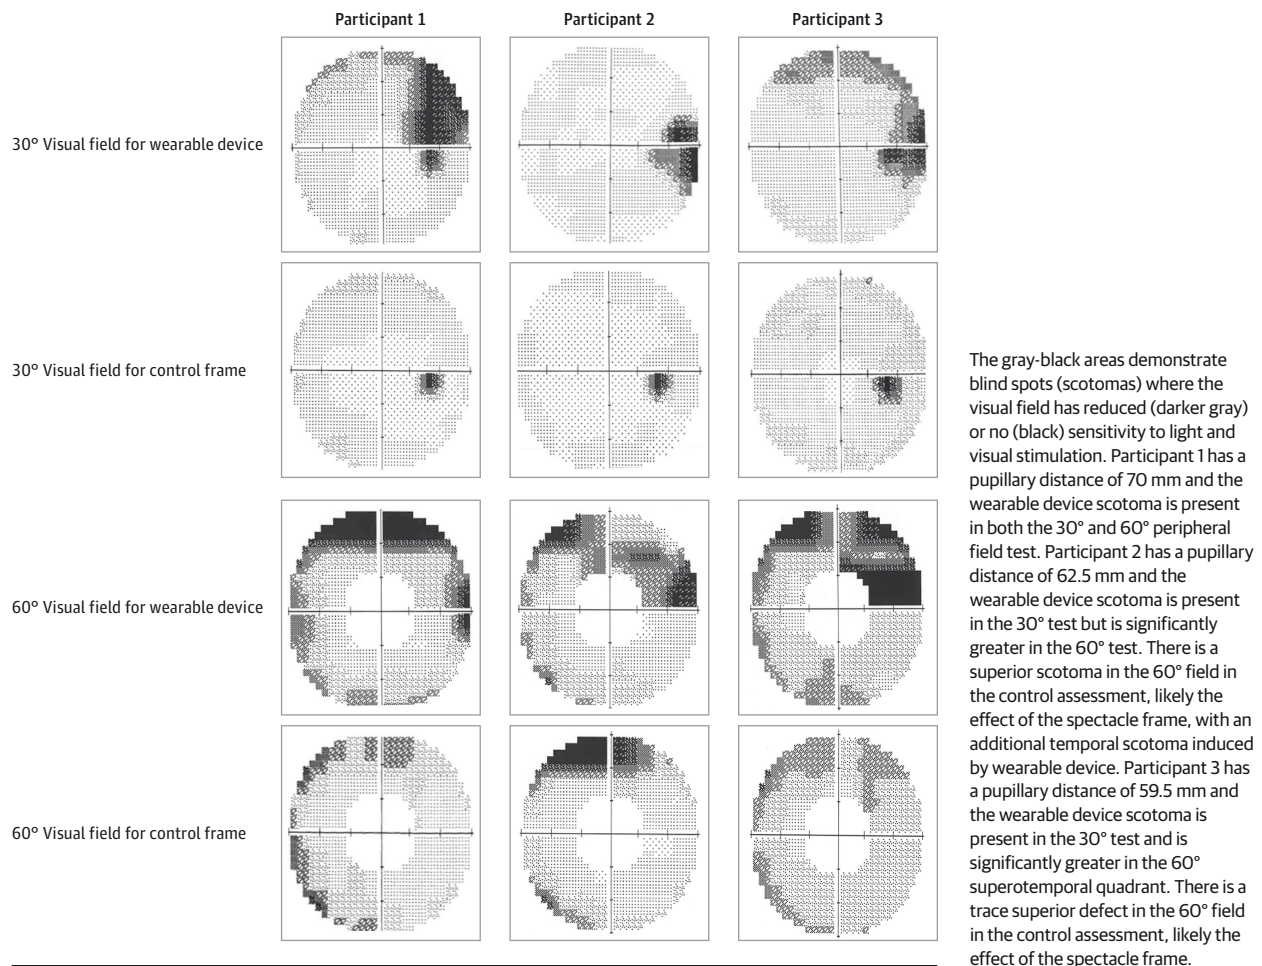 Participant 1
Participant 2
Participant 3
30° Visual field for wearable device
30° Visual field for control frame
60° Visual field for wearable device
60° Visual field for control frame
The gray-black areas demonstrate
blind spots (scotomas) where the
visual field has reduced (darker gray)
or no (black) sensitivity to light and
visual stimulation. Participant 1 has a
pupillary distance of 70 mm and the
wearable device scotoma is present
in both the 30° and 60° peripheral
field test. Participant 2 has a pupillary
distance of 62.5 mm and the
wearable device scotoma is present
in the 30° test but is significantly
greater in the 60° test. There is a
superior scotoma in the 60° field in
the control assessment, likely the
effect of the spectacle frame, with an
additional temporal scotoma induced
by wearable device. Participant 3 has
a pupillary distance of 59.5 mm and
the wearable device scotoma is
present in the 30° test and is
significantly greater in the 60°
superotemporal quadrant. There is a
trace superior defect in the 60° field
in the control assessment, likely the
effect of the spectacle frame.